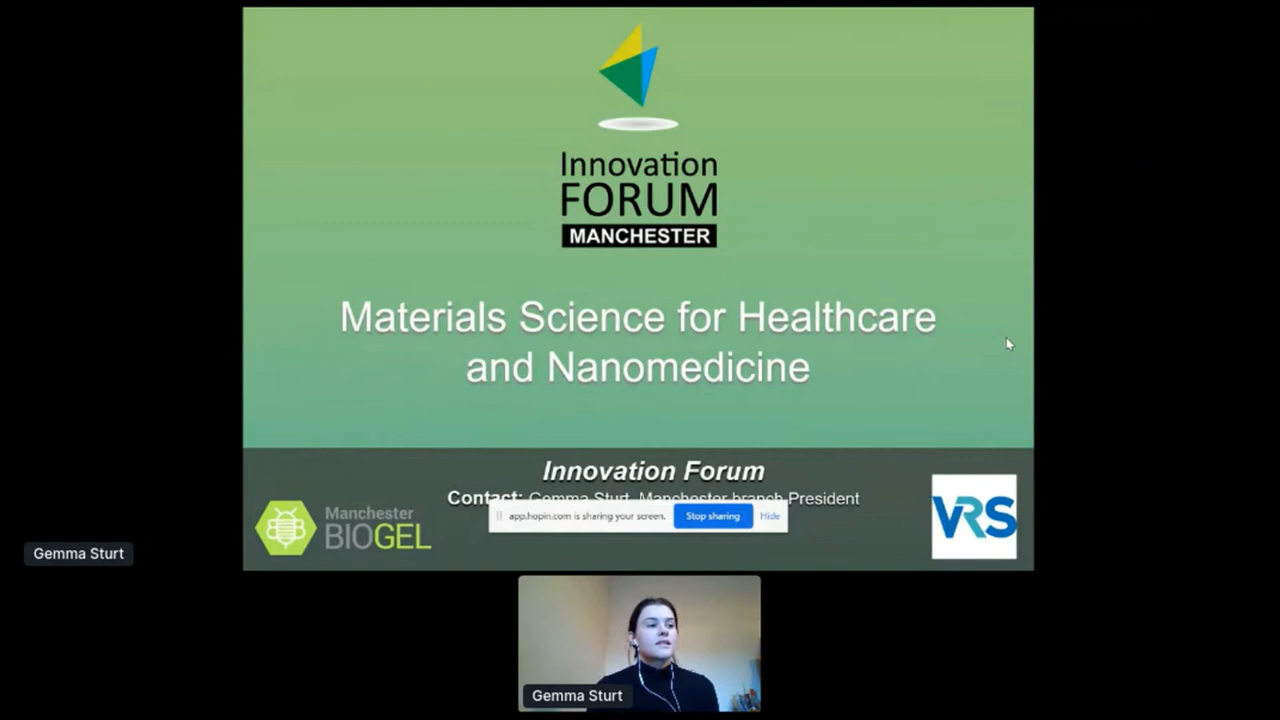 Innovation
FORUM
MANCHESTER
Materials Science for Healthcare
and Nanomedicine
Innovation Forum
Contact: Gemma Sturt, Manchester branch President
app.hopin.com is sharing your screen.
Stop sharing
Hide
Manchester
BIOGEL
VRS
Gemma Sturt
Gemma Sturt